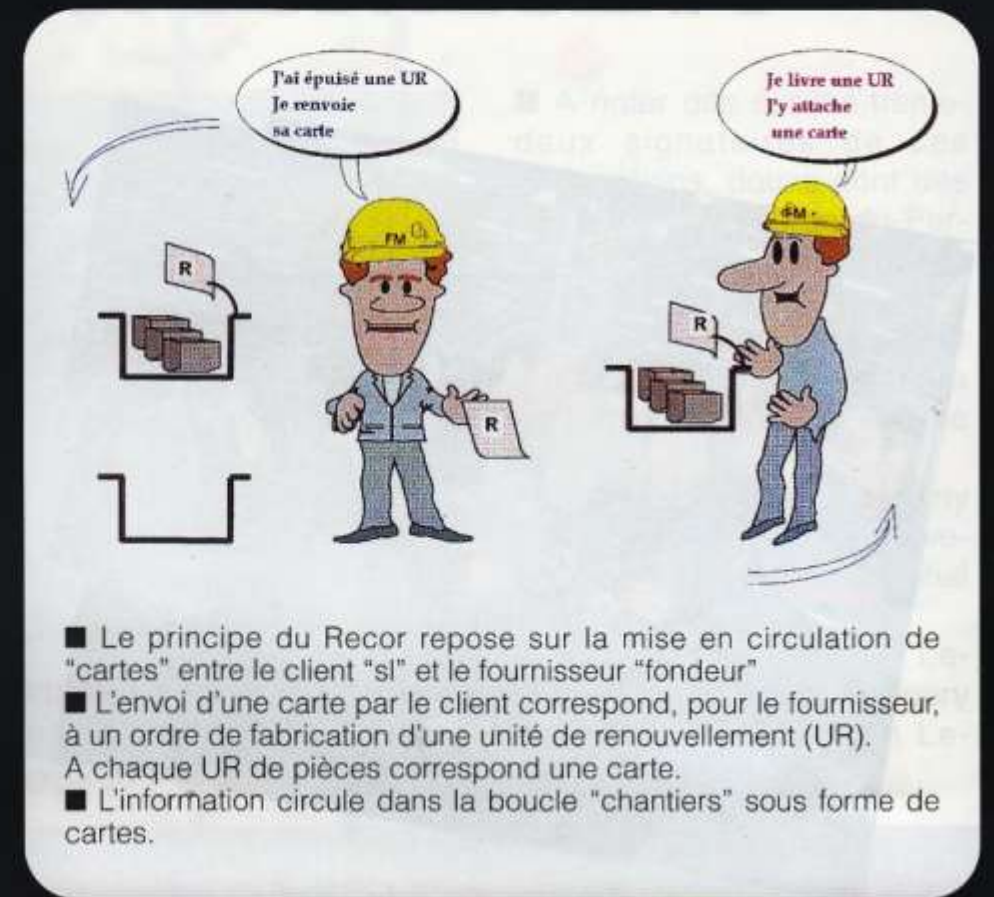 J'ai épuisé une UR
Je renvoie
sa carte
Je livre une UR
J'y attache
une carte
FM
FM
R
R
R
■ Le principe du Recor repose sur la mise en circulation de
"cartes" entre le client "sl" et le fournisseur "fondeur"
■ L'envoi d'une carte par le client correspond, pour le fournisseur,
à un ordre de fabrication d'une unité de renouvellement (UR).
A chaque UR de pièces correspond une carte.
■ L'information circule dans la boucle "chantiers" sous forme de
cartes.